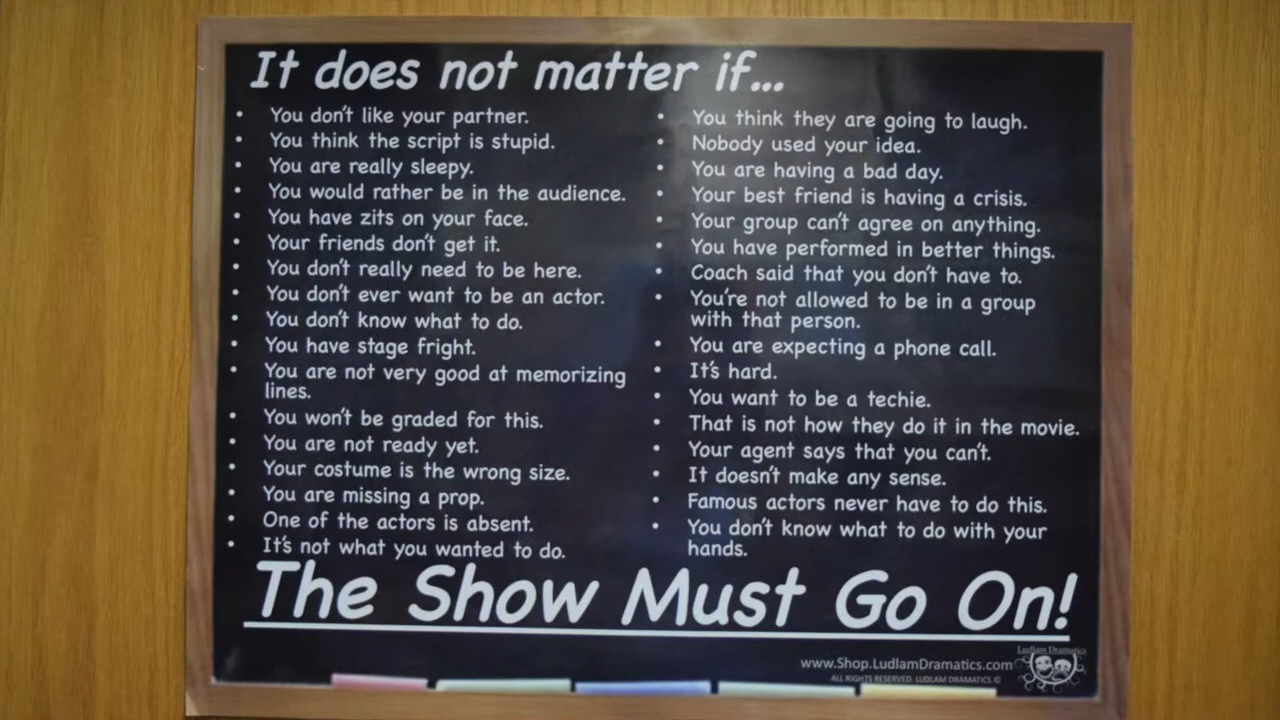 It does not matter if...
• You don't like your partner.
• You think the script is stupid.
• You are really sleepy.
• You would rather be in the audience.
• You have zits on your face.
• Your friends don't get it.
• You don't really need to be here.
• You don't ever want to be an actor.
• You don't know what to do.
• You have stage fright.
• You are not very good at memorizing
lines.
• You won't be graded for this.
• You are not ready yet.
• Your costume is the wrong size.
• You are missing a prop.
• One of the actors is absent.
• It's not what you wanted to do.
• You think they are going to laugh.
• Nobody used your idea.
• You are having a bad day.
• Your best friend is having a crisis.
• Your group can't agree on anything.
• You have performed in better things.
• Coach said that you don't have to.
• You're not allowed to be in a group
with that person.
• You are expecting a phone call.
• It's hard.
• You want to be a techie.
• That is not how they do it in the movie.
• Your agent says that you can't.
• It doesn't make any sense.
• Famous actors never have to do this.
• You don't know what to do with your
hands.
The Show Must Go On!
www.Shop.LudlamDramatics.com
ALL RIGHTS RESERVED. LUDLAM DRAMATICS ©
Ludlam Dramatics